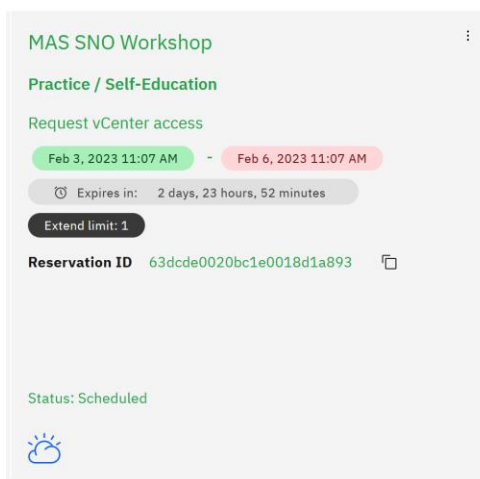 MAS SNO Workshop
Practice / Self-Education
Request vCenter access
Feb 3, 2023 11:07 AM - Feb 6, 2023 11:07 AM
Expires in: 2 days, 23 hours, 52 minutes
Extend limit: 1
Reservation ID 63dcde0020bc1e0018d1a893
Status: Scheduled